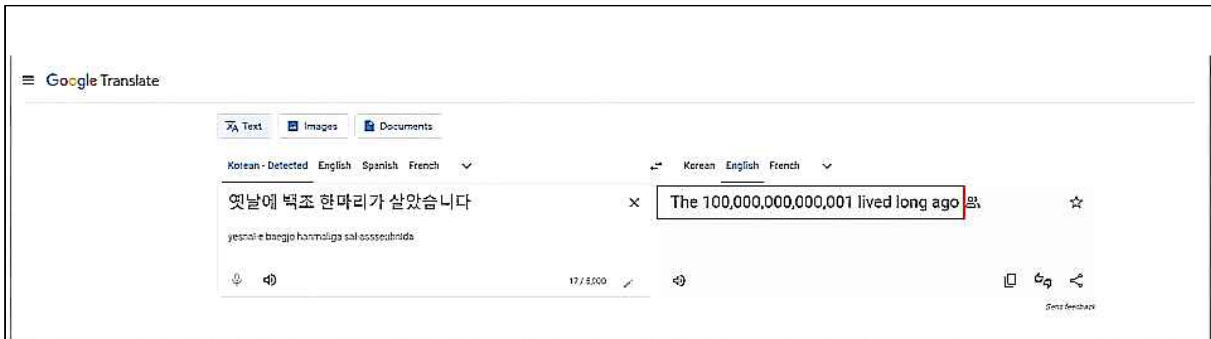 Google Translate
Text Images Documents
Korean - Detected English Spanish French
Korean English French
옛날에 백조 한마리가 살았습니다
The 100,000,000,000,001 lived long ago
yesnal-e baegjo hanmaliga sal-assseubnida
17 / 5,000
Send feedback